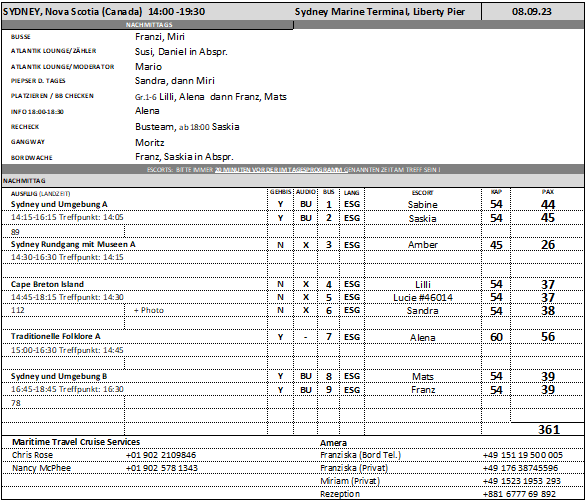 SYDNEY, Nova Scotia (Canada) 14:00 -19:30 Sydney Marine Terminal, Liberty Pier 08.09.23
NACHMITTAGS
BUSSE Franzi, Miri
ATLANTIK LOUNGE/ZÄHLER Susi, Daniel in Abspr.
ATLANTIK LOUNGE/MODERATOR Mario
PIEPSER D. TAGES Sandra, dann Miri
PLATZIEREN / BB CHECKEN Gr.1-6 Lilli, Alena dann Franz, Mats
INFO 18:00-18:30 Alena
RECHECK Busteam, ab 18:00 Saskia
GANGWAY Moritz
BORDWACHE Franz, Saskia in Abspr.
ESCORTS: BITTE IMMER 20 MINUTEN VOR DER IM TAGESPROGRAMM GENANNTEN ZEIT AM TREFF SEIN !
NACHMITTAG
AUSFLUG (LANDZEIT) GEHBIS AUDIO BUS LANG ESCORT KAP PAX
Sydney und Umgebung A Y BU 1 ESG Sabine 54 44
14:15-16:15 Treffpunkt: 14:05 Y BU 2 ESG Saskia 54 45
89
Sydney Rundgang mit Museen A N X 3 ESG Amber 45 26
14:30-16:30 Treffpunkt: 14:15
Cape Breton Island N X 4 ESG Lilli 54 37
14:45-18:15 Treffpunkt: 14:30 N X 5 ESG Lucie #46014 54 37
112 + Photo N X 6 ESG Sandra 54 38
Traditionelle Folklore A Y - 7 ESG Alena 60 56
15:00-16:30 Treffpunkt: 14:45
Sydney und Umgebung B Y BU 8 ESG Mats 54 39
16:45-18:45 Treffpunkt: 16:30 Y BU 9 ESG Franz 54 39
78
361
Maritime Travel Cruise Services Amera
Chris Rose +01 902 2109846 Franziska (Bord Tel.) +49 151 19 500 005
Nancy McPhee +01 902 578 1343 Franziska (Privat) +49 176 38745596
Miriam (Privat) +49 1523 1953 293
Rezeption +881 6777 69 892